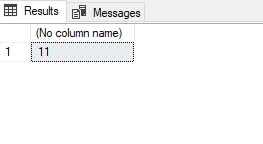 Results Messages
(No column name)
1 11